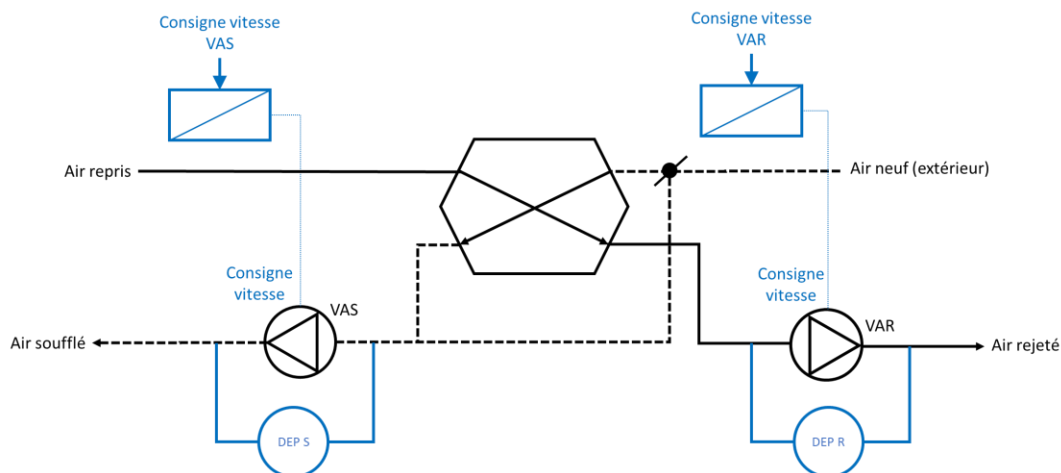 Consigne vitesse
VAS
Consigne vitesse
VAR
Air repris
Air neuf (extérieur)
Consigne
vitesse
VAS
Consigne
vitesse
VAR
Air soufflé
Air rejeté
DEP S
DEP R